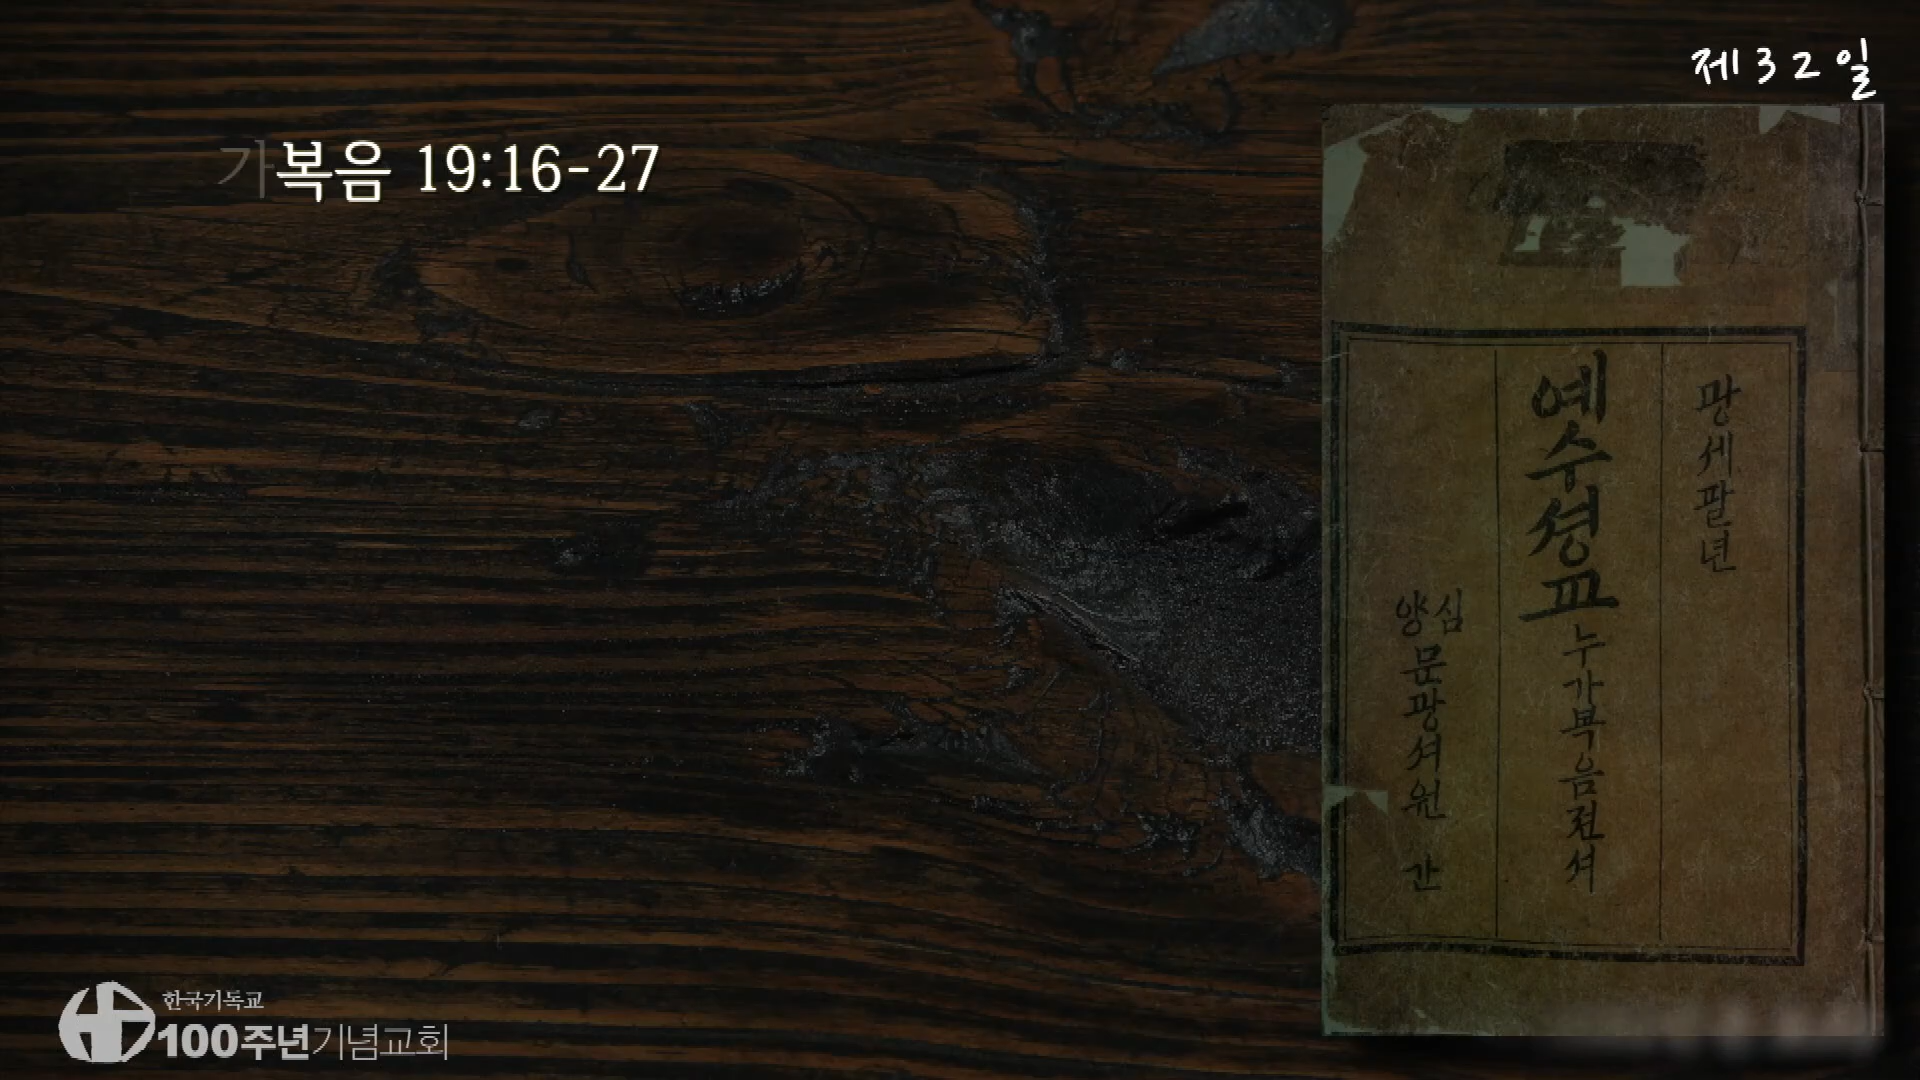 제32일
가복음 19:16-27
망세팔년
예수셩교누가복음젼셔
심양
문광셔원 간
한국기독교
100주년기념교회